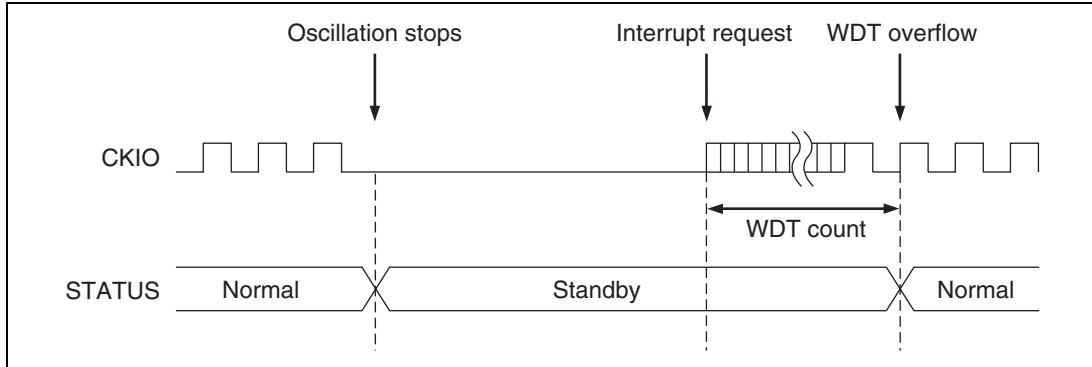 Oscillation stops
Interrupt request
WDT overflow
CKIO
WDT count
STATUS
Normal
Standby
Normal